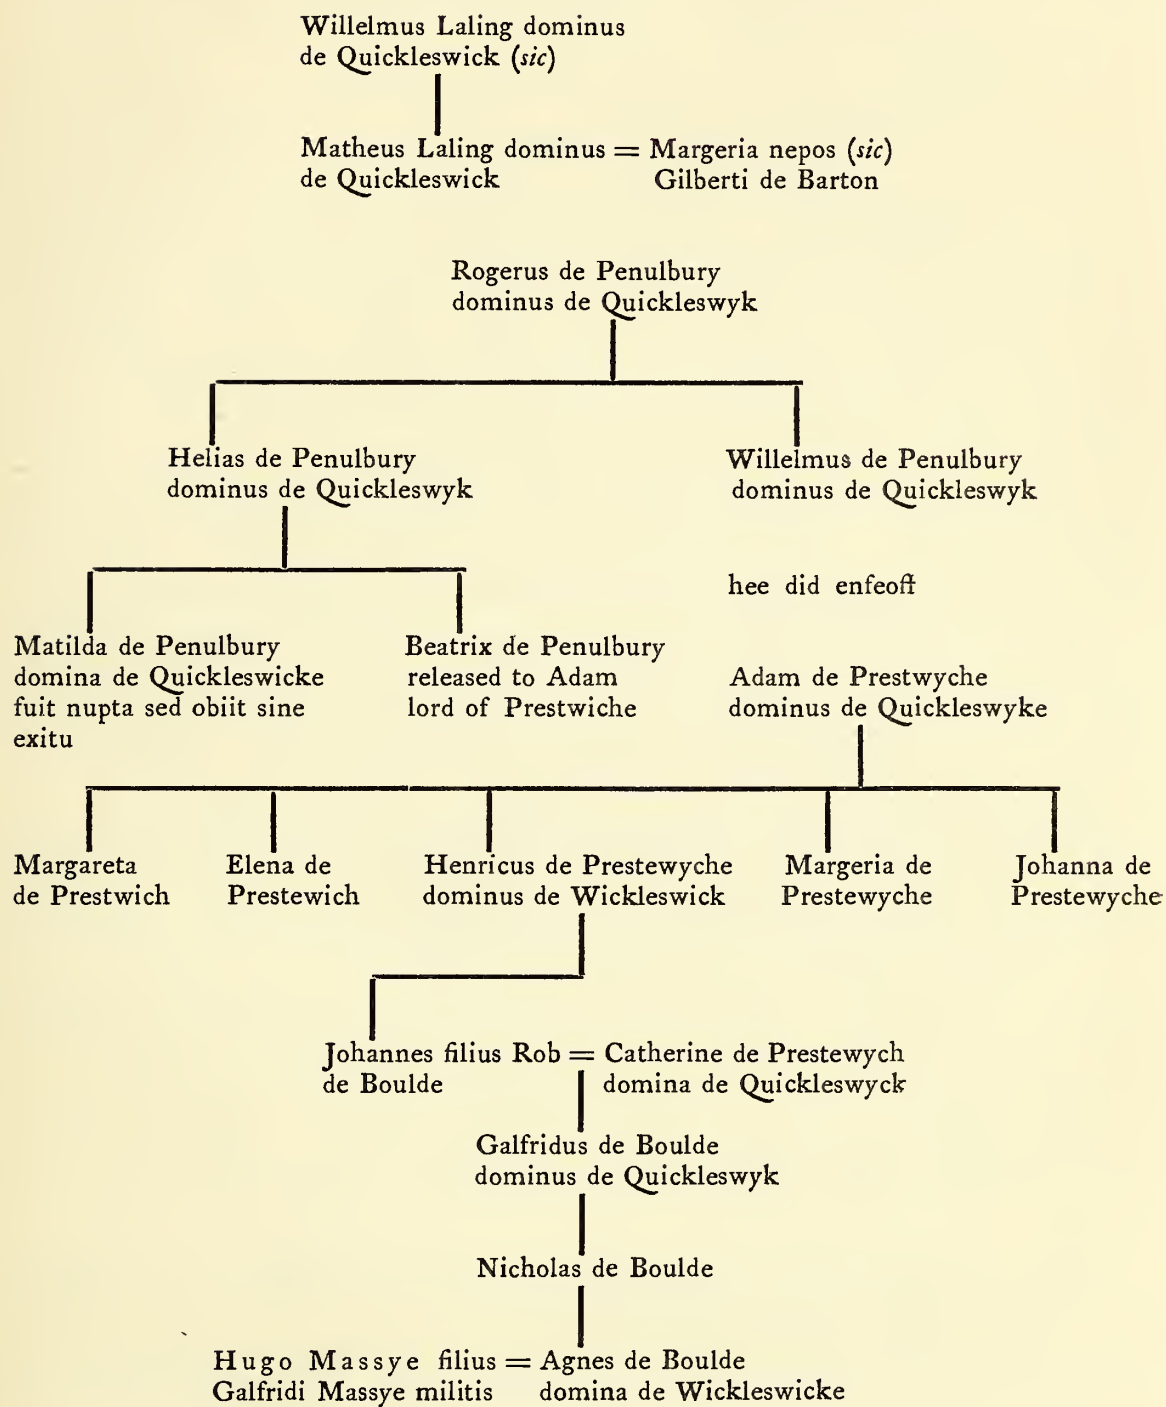 Willelmus Laling dominus
de Quickleswick (sic)
Matheus Laling dominus = Margeria nepos (sic)
de Quickleswick Gilberti de Barton
Rogerus de Penulbury
dominus de Quickleswyk
Helias de Penulbury
dominus de Quickleswyk
Willelmus de Penulbury
dominus de Quickleswyk
hee did enfeoff
Matilda de Penulbury
domina de Quickleswicke
fuit nupta sed obiit sine
exitu
Beatrix de Penulbury
released to Adam
lord of Prestwiche
Adam de Prestwyche
dominus de Quickleswyke
Margareta
de Prestwich
Elena de
Prestewich
Henricus de Prestewyche
dominus de Wickleswick
Margeria de
Prestewyche
Johanna de
Prestewyche
Johannes filius Rob = Catherine de Prestewych
de Boulde domina de Quickleswyck
Galfridus de Boulde
dominus de Quickleswyk
Nicholas de Boulde
Hugo Massye filius = Agnes de Boulde
Galfridi Massye militis domina de Wickleswicke